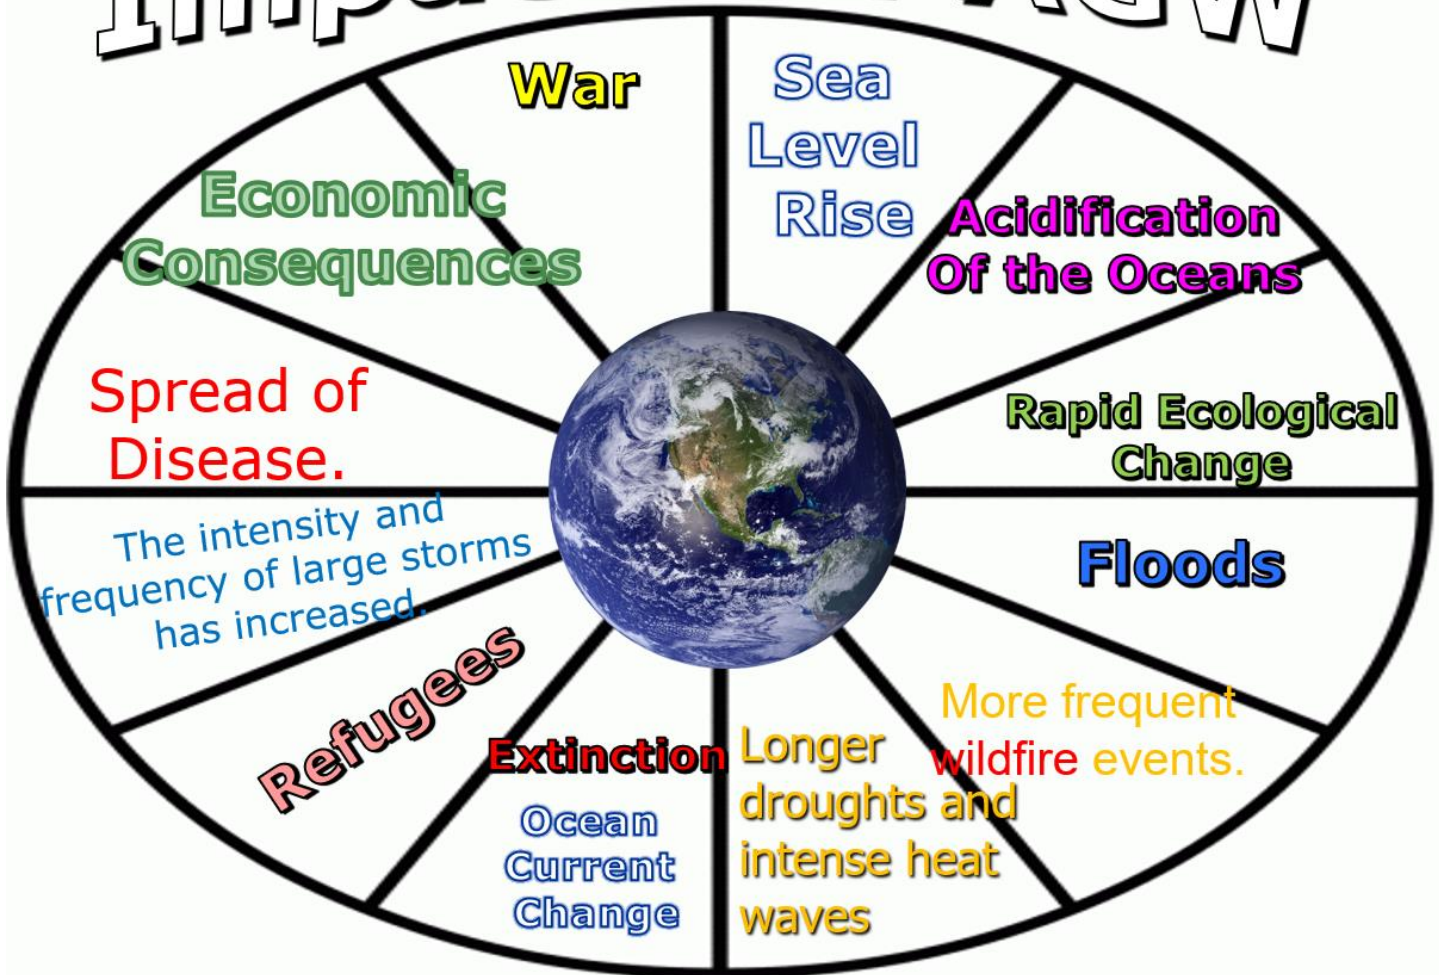 War
Sea
Level
Rise
Economic
Consequences
Acidification
Of the Oceans
Spread of
Disease.
Rapid Ecological
Change
The intensity and
frequency of large storms
has increased.
Floods
Refugees
Extinction
Ocean
Current
Change
Longer
droughts and
intense heat
waves
More frequent
wildfire events.